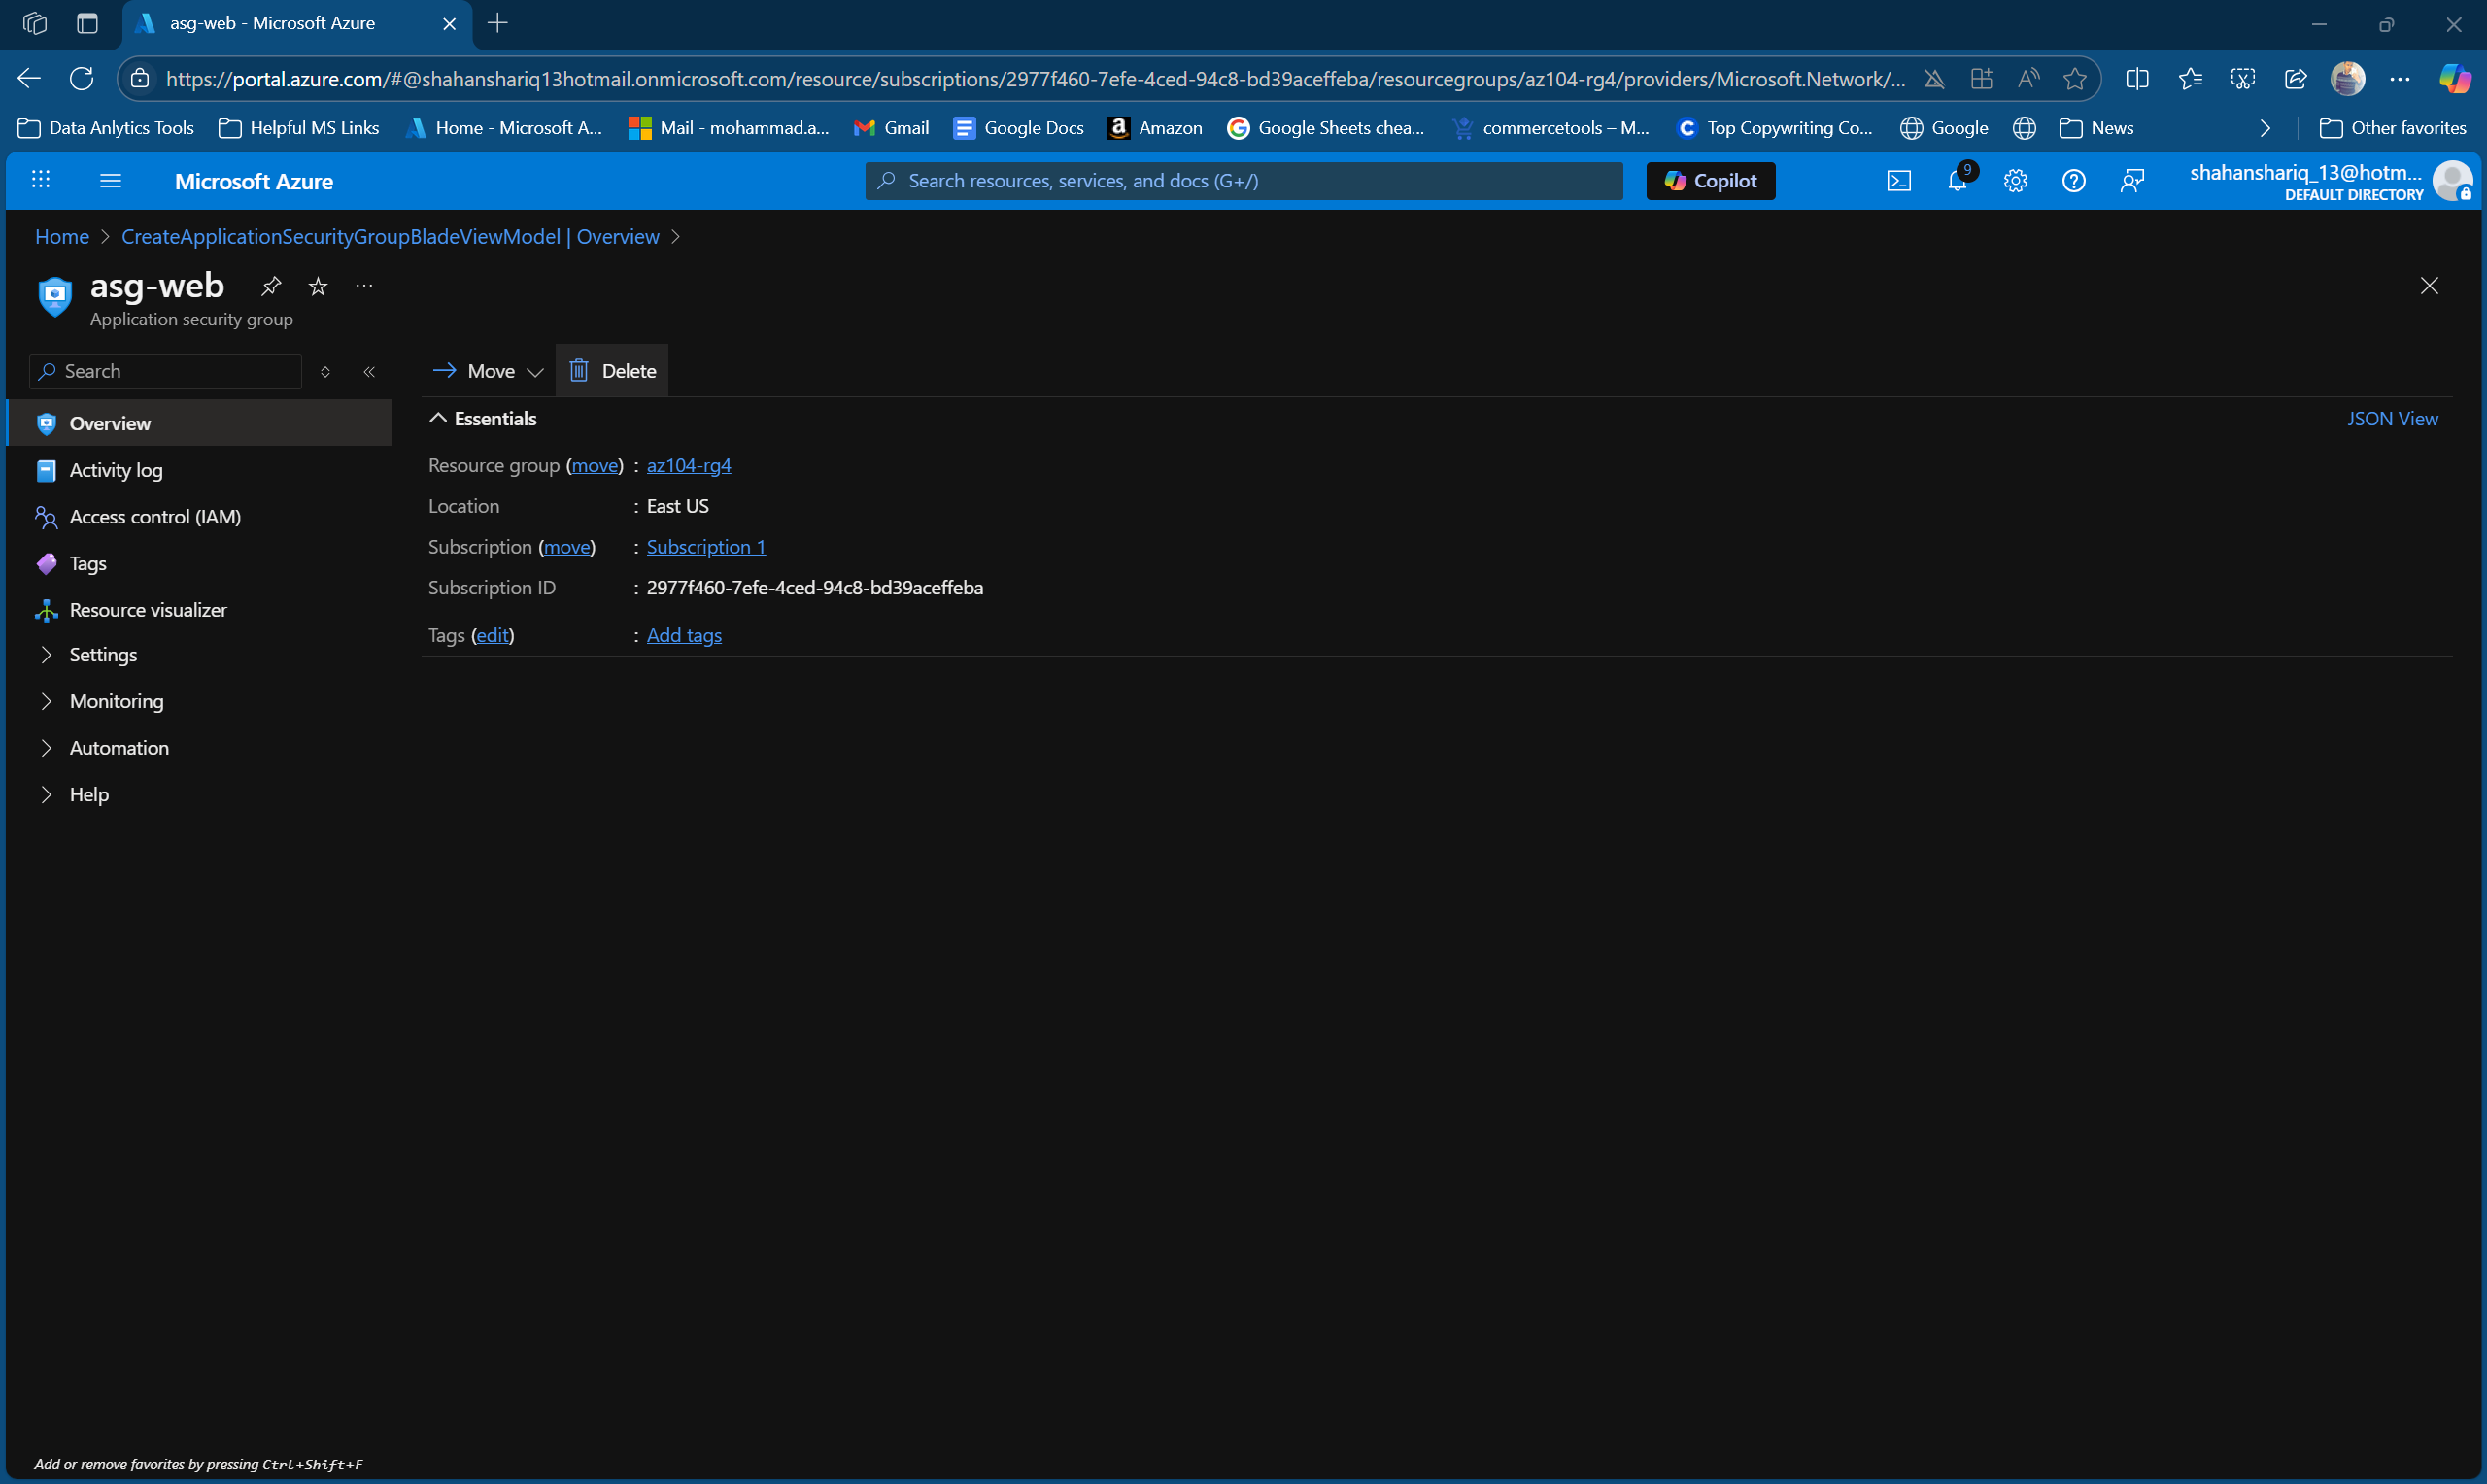 asg-web - Microsoft Azure
https://portal.azure.com/#@shahanshariq13hotmail.onmicrosoft.com/resource/subscriptions/2977f460-7efe-4ced-94c8-bd39aceffeba/resourcegroups/az104-rg4/providers/Microsoft.Network/...
Data Anlytics Tools Helpful MS Links Home - Microsoft A... Mail - mohammad.a... Gmail Google Docs Amazon Google Sheets chea... commercetools – M... Top Copywriting Co... Google News Other favorites
Microsoft Azure Search resources, services, and docs (G+/) Copilot 9 shahanshariq_13@hotm...
DEFAULT DIRECTORY
Home > CreateApplicationSecurityGroupBladeViewModel | Overview >
asg-web
Application security group
Search
Overview
Activity log
Access control (IAM)
Tags
Resource visualizer
Settings
Monitoring
Automation
Help
Move Delete
Essentials JSON View
Resource group (move) : az104-rg4
Location : East US
Subscription (move) : Subscription 1
Subscription ID : 2977f460-7efe-4ced-94c8-bd39aceffeba
Tags (edit) : Add tags
Add or remove favorites by pressing Ctrl+Shift+F